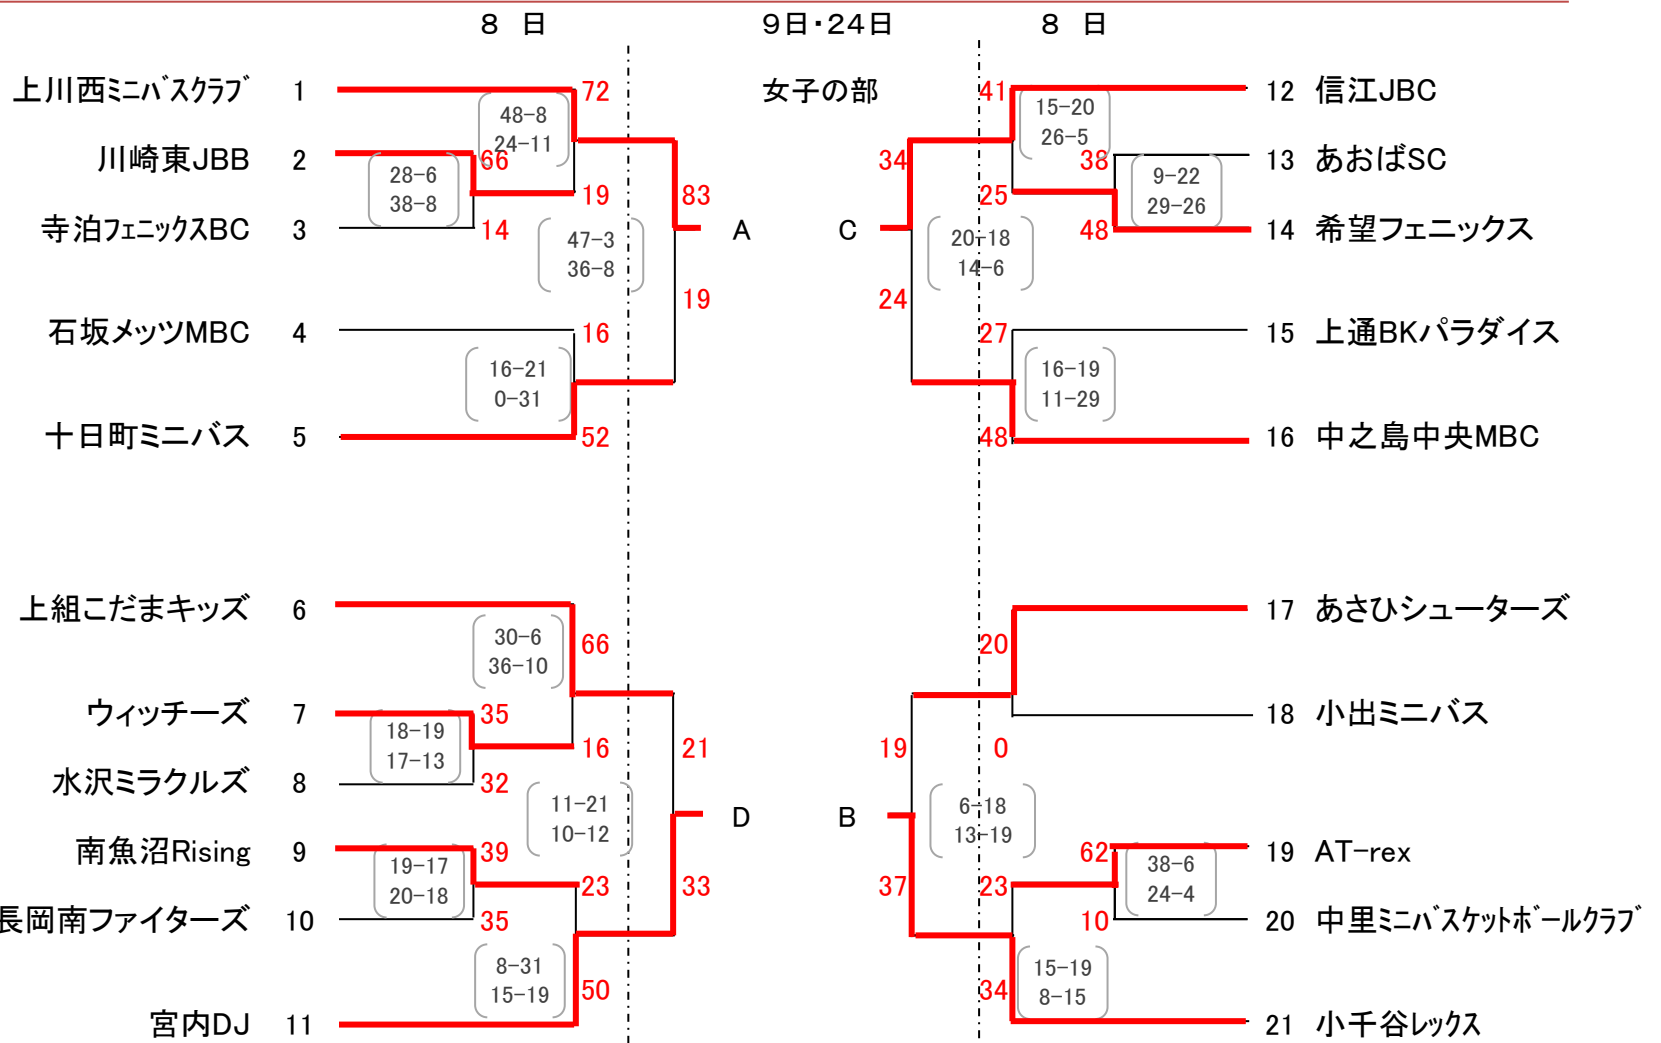 8 日
9日・24日
8 日
女子の部
上川西ミニバスクラブ 1
72
48-8
24-11
川崎東JBB 2
66
28-6
38-8
19
寺泊フェニックスBC 3
14
83
A
47-3
36-8
19
石坂メッツMBC 4
16
16-21
0-31
十日町ミニバス 5
52
上組こだまキッズ 6
66
30-6
36-10
ウィッチーズ 7
35
18-19
17-13
16
水沢ミラクルズ 8
32
21
11-21
10-12
D
南魚沼Rising 9
39
19-17
20-18
23
33
長岡南ファイターズ 10
35
8-31
15-19
50
宮内DJ 11
41
12 信江JBC
15-20
26-5
34
38
13 あおばSC
9-22
29-26
25
48
14 希望フェニックス
C
20-18
14-6
24
27
15 上通BKパラダイス
16-19
11-29
48
16 中之島中央MBC
17 あさひシューターズ
20
18 小出ミニバス
19
0
B
6-18
13-19
62
19 AT-rex
38-6
24-4
37
23
10
20 中里ミニバスケットボールクラブ
15-19
8-15
34
21 小千谷レックス